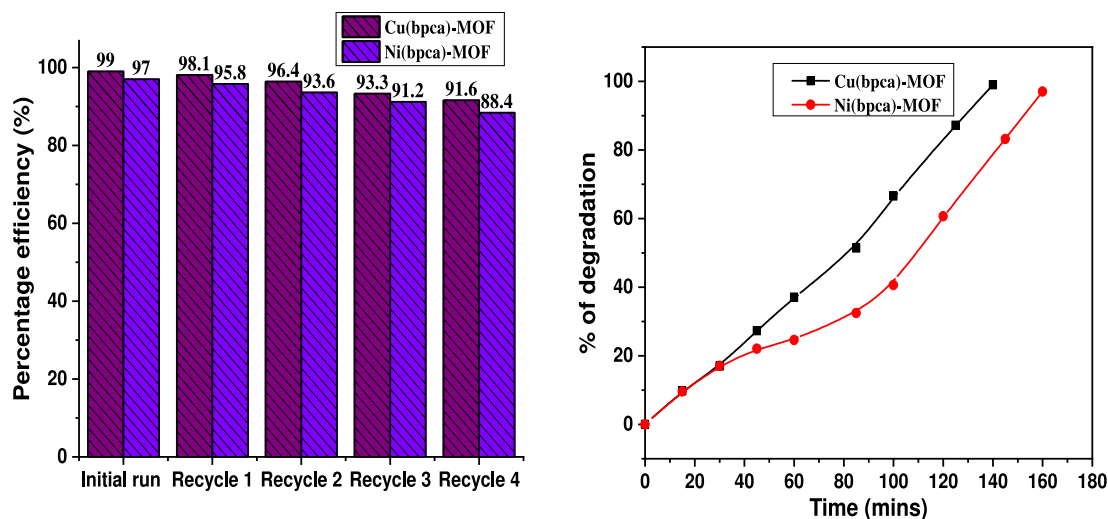 Cu(bpca)-MOF
Ni(bpca)-MOF
99
97
98.1
95.8
96.4
93.6
93.3
91.2
91.6
88.4
100
80
60
40
20
0
Percentage efficiency (%)
Initial run
Recycle 1
Recycle 2
Recycle 3
Recycle 4
Cu(bpca)-MOF
Ni(bpca)-MOF
100
80
60
40
20
0
% of degradation
0
20
40
60
80
100
120
140
160
180
Time (mins)